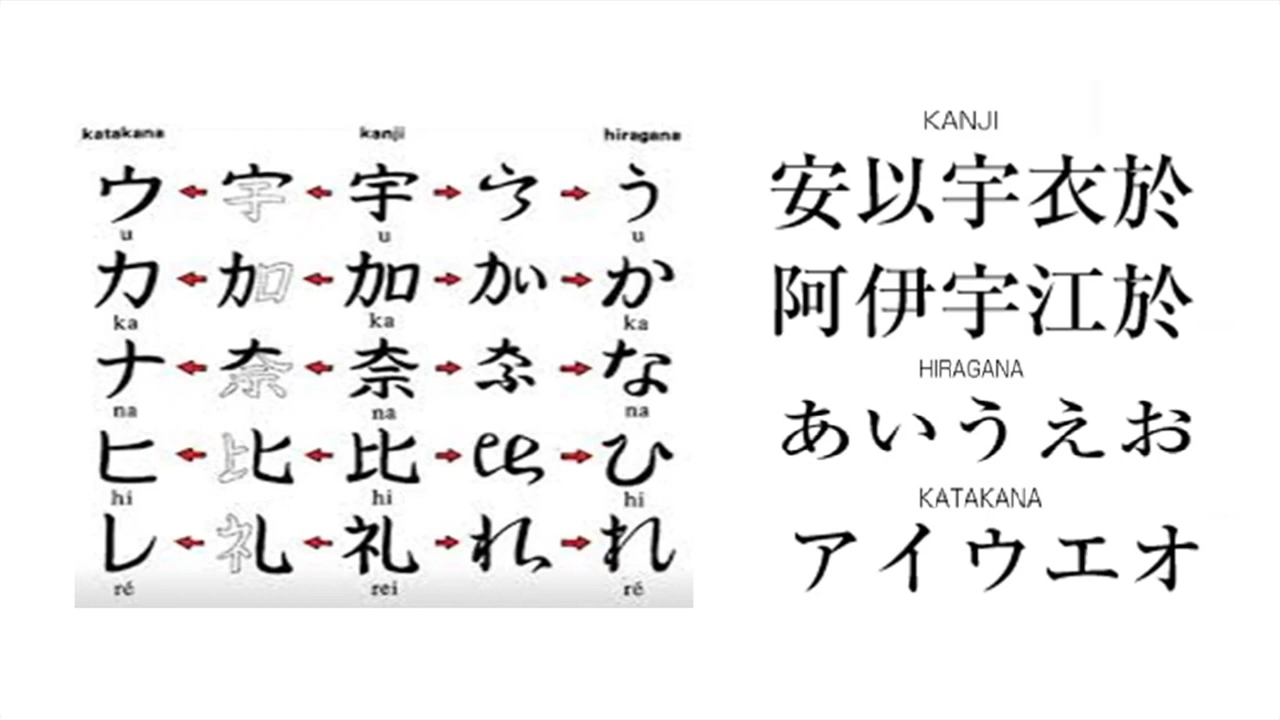 katakana kanji hiragana
ウ 宇 宇 う
u u u
カ 加 加 か
ka ka ka
ナ 奈 奈 な
na na na
ヒ 比 比 ひ
hi hi hi
レ 礼 礼 れ れ
ré rei ré
KANJI
安以宇衣於
阿伊宇江於
HIRAGANA
あいうえお
KATAKANA
アイウエオ